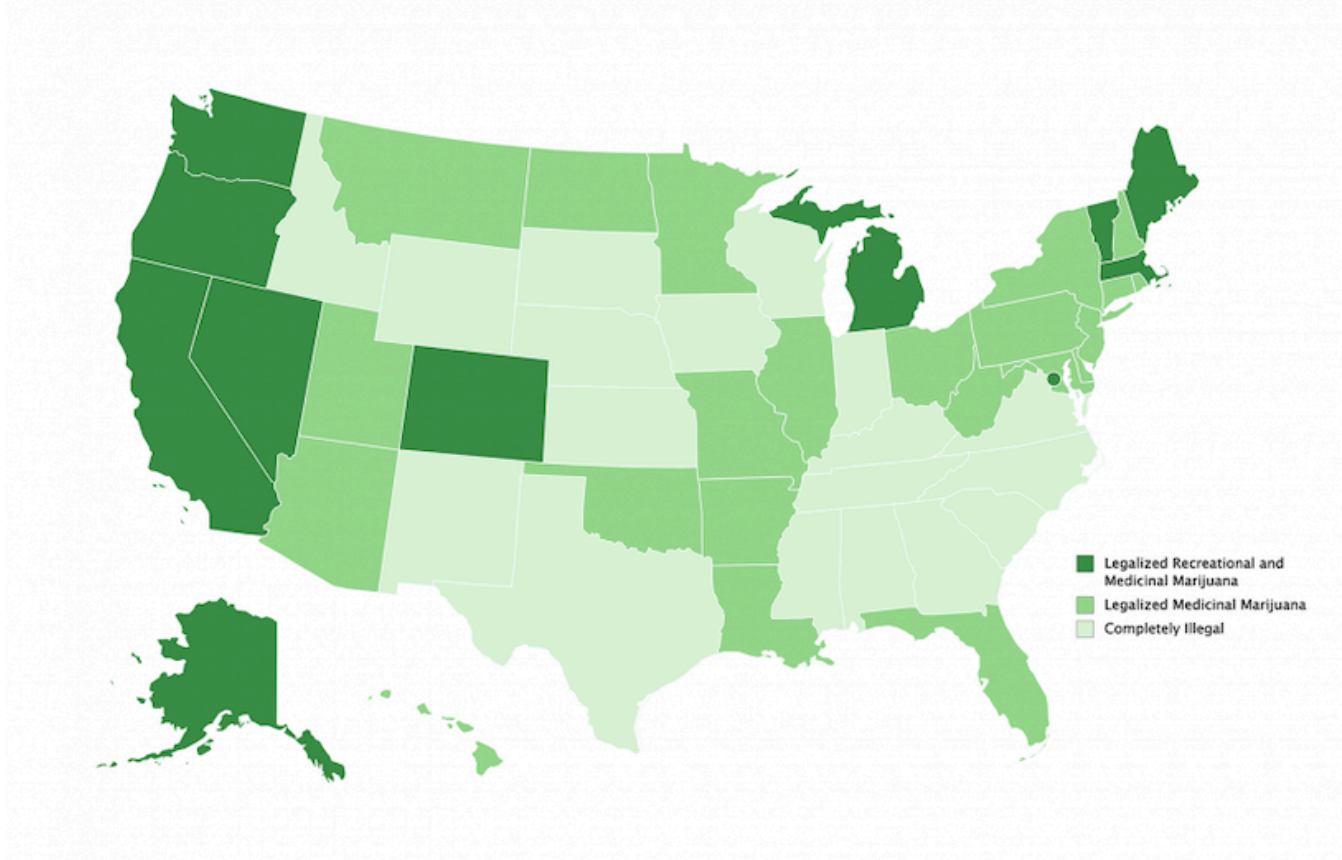 Legalized Recreational and
Medicinal Marijuana
Legalized Medicinal Marijuana
Completely Illegal